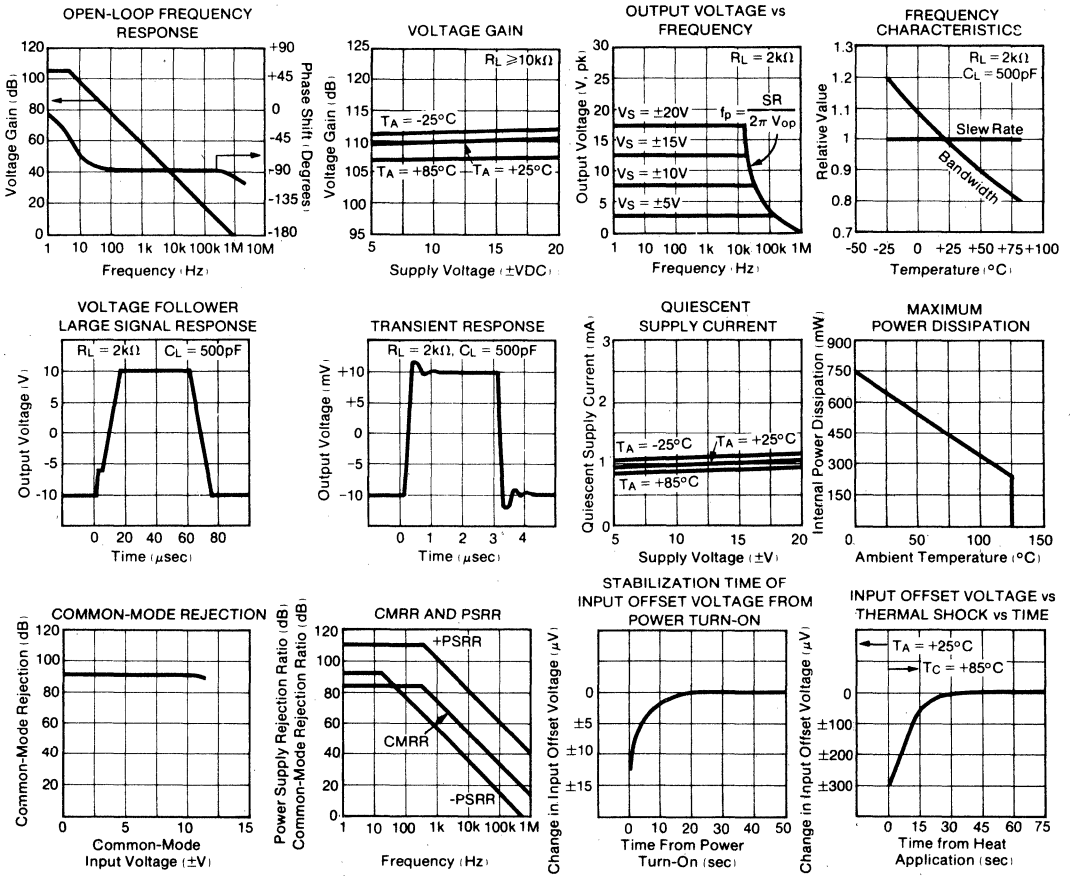 OPEN-LOOP FREQUENCY
RESPONSE
Voltage Gain (dB)
120
100
80
60
40
20
0
+90
+45
0
-45
-90
-135
-180
Phase Shift (Degrees)
1 10 100 1k 10k 100k 1M 10M
Frequency (Hz)
VOLTAGE GAIN
RL ≥10kΩ
Voltage Gain (dB)
125
120
115
110
105
100
95
TA = -25°C
TA = +85°C
TA = +25°C
5 10 15 20
Supply Voltage (±VDC)
OUTPUT VOLTAGE vs
FREQUENCY
RL = 2kΩ
Output Voltage (V, pk)
30
25
20
15
10
5
0
VS = ±20V
fp = SR
2π Vop
VS = ±15V
VS = ±10V
VS = ±5V
1 10 100 1k 10k 100k 1M
Frequency (Hz)
FREQUENCY
CHARACTERISTICS
RL = 2kΩ
CL = 500pF
Relative Value
1.3
1.2
1.1
1
0.9
0.8
0.7
Slew Rate
Bandwidth
-50 -25 0 +25 +50 +75 +100
Temperature (°C)
VOLTAGE FOLLOWER
LARGE SIGNAL RESPONSE
RL = 2kΩ CL = 500pF
Output Voltage (V)
10
5
0
-5
-10
0 20 40 60 80
Time (μsec)
TRANSIENT RESPONSE
RL = 2kΩ, CL = 500pF
Output Voltage (mV)
+10
+5
0
-5
-10
0 1 2 3 4
Time (μsec)
QUIESCENT
SUPPLY CURRENT
Quiescent Supply Current (mA)
3
2
1
0
TA = -25°C
TA = +25°C
TA = +85°C
5 10 15 20
Supply Voltage (±V)
MAXIMUM
POWER DISSIPATION
Internal Power Dissipation (mW)
900
750
600
450
300
150
0 50 100 150
Ambient Temperature (°C)
COMMON-MODE REJECTION
Common-Mode Rejection (dB)
120
100
80
60
40
20
0 5 10 15
Common-Mode
Input Voltage (±V)
CMRR AND PSRR
Power Supply Rejection Ratio (dB)
Common-Mode Rejection Ratio (dB)
120
100
80
60
40
20
0
+PSRR
CMRR
-PSRR
1 10 100 1k 10k 100k 1M
Frequency (Hz)
STABILIZATION TIME OF
INPUT OFFSET VOLTAGE FROM
POWER TURN-ON
Change in Input Offset Voltage (μV)
0
±5
±10
±15
0 10 20 30 40 50
Time From Power
Turn-On (sec)
INPUT OFFSET VOLTAGE vs
THERMAL SHOCK vs TIME
Change in Input Offset Voltage (μV)
TA = +25°C
TC = +85°C
0
±100
±200
±300
0 15 30 45 60 75
Time from Heat
Application (sec)